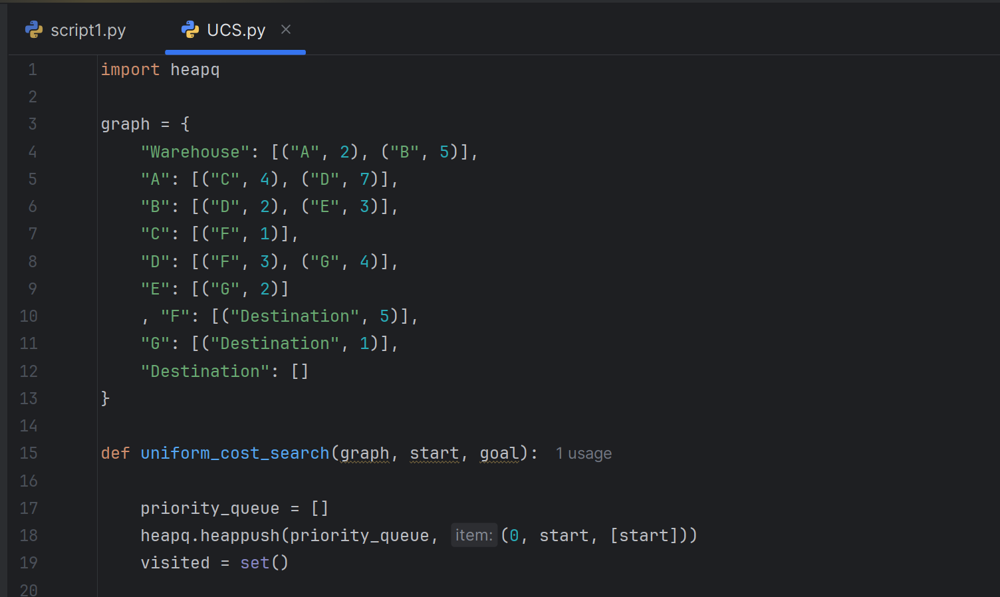 script1.py UCS.py ×
1 import heapq
2
3 graph = {
4     "Warehouse": [("A", 2), ("B", 5)],
5     "A": [("C", 4), ("D", 7)],
6     "B": [("D", 2), ("E", 3)],
7     "C": [("F", 1)],
8     "D": [("F", 3), ("G", 4)],
9     "E": [("G", 2)]
10     , "F": [("Destination", 5)],
11     "G": [("Destination", 1)],
12     "Destination": []
13 }
14
15 def uniform_cost_search(graph, start, goal): 1 usage
16
17     priority_queue = []
18     heapq.heappush(priority_queue, item: (0, start, [start]))
19     visited = set()
20